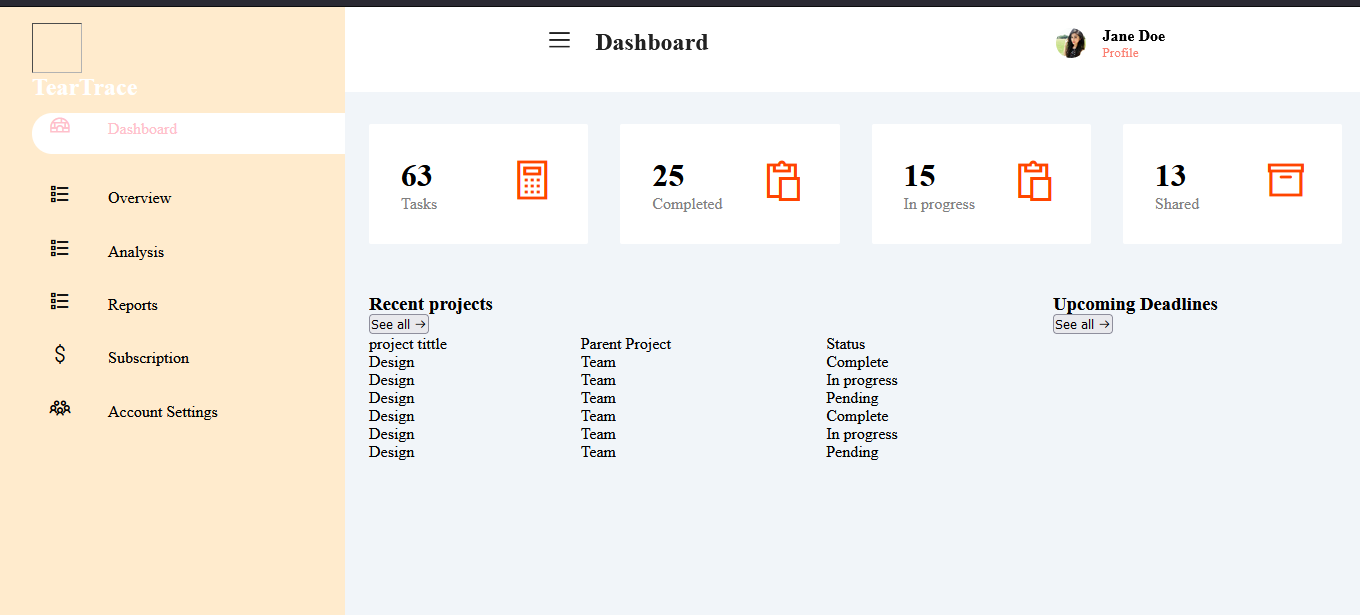 TearTrace
Dashboard
Overview
Analysis
Reports
Subscription
Account Settings
Dashboard
Jane Doe
Profile
63
Tasks
25
Completed
15
In progress
13
Shared
Recent projects
See all →
project tittle Parent Project Status
Design Team Complete
Design Team In progress
Design Team Pending
Design Team Complete
Design Team In progress
Design Team Pending
Upcoming Deadlines
See all →